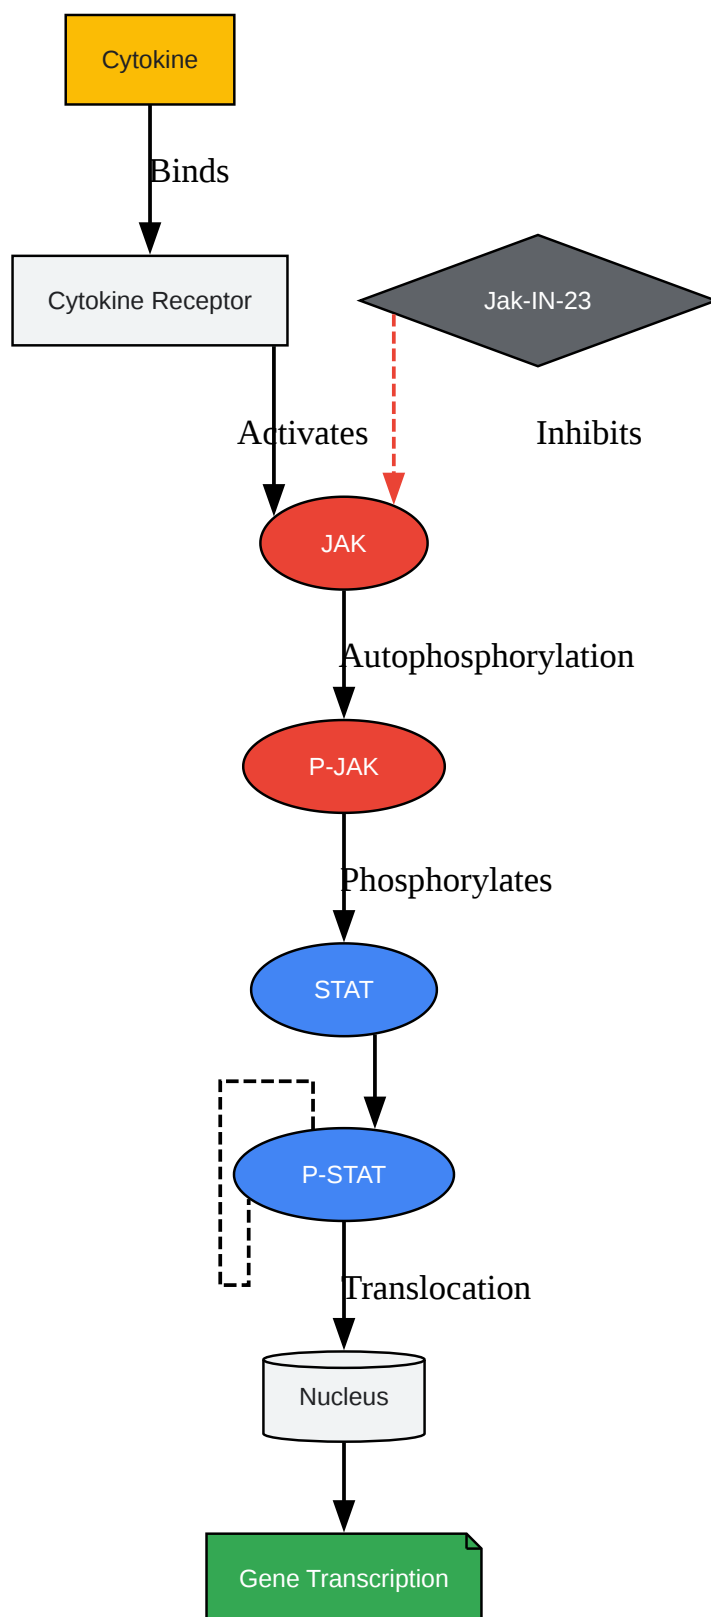 Cytokine
Binds
Cytokine Receptor
Jak-IN-23
Activates
Inhibits
JAK
Autophosphorylation
P-JAK
Phosphorylates
STAT
P-STAT
Translocation
Nucleus
Gene Transcription